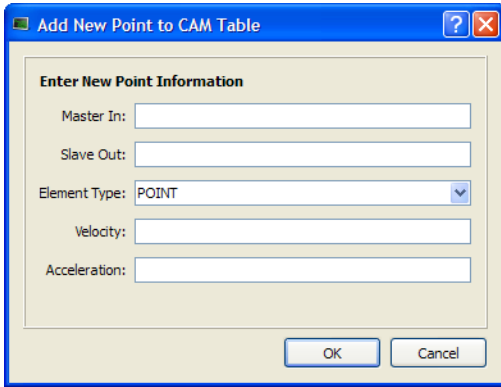 Add New Point to CAM Table
Enter New Point Information
Master In:
Slave Out:
Element Type: POINT
Velocity:
Acceleration:
OK Cancel